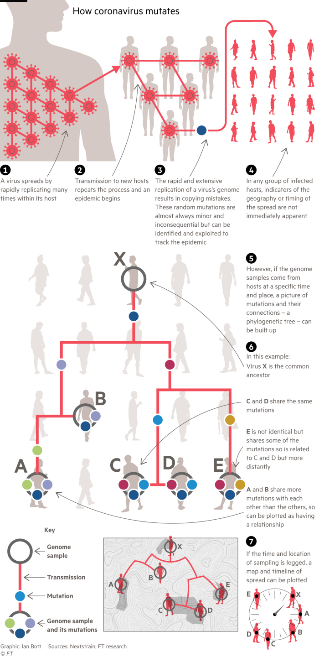 How coronavirus mutates
1
A virus spreads by
rapidly replicating many
times within its host
2
Transmission to new hosts
repeats the process and an
epidemic begins
3
The rapid and extensive
replication of a virus's genome
results in copying mistakes.
These random mutations are
almost always minor and
inconsequential but can be
identified and exploited to
track the epidemic
4
In any group of infected
hosts, indicators of the
geography or timing of
the spread are not
immediately apparent
X
5
However, if the genome
samples come from
hosts at a specific time
and place, a picture of
mutations and their
connections – a
phylogenetic tree – can
be built up
6
In this example:
Virus X is the common
ancestor
B
C and D share the same
mutations
E is not identical but
shares some of the
mutations so is related
to C and D but more
distantly
A
C
D
E
A and B share more
mutations with each
other than the others, so
can be plotted as having
a relationship
Key
Genome
sample
Transmission
Mutation
Genome sample
and its mutations
X
A
B
E
C
D
7
If the time and location
of sampling is logged, a
map and timeline of
spread can be plotted
E
X
A
D
C
B
Graphic: Ian Bott Sources: Nextstrain, FT research
© FT